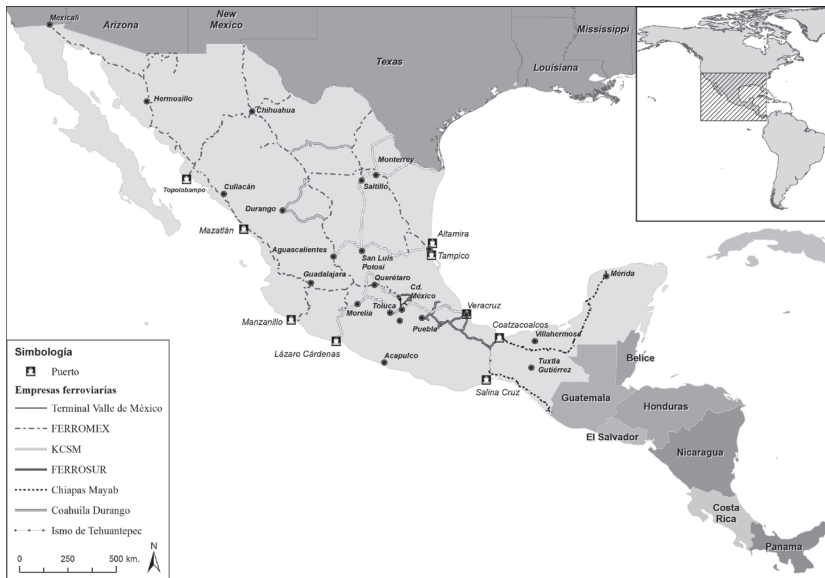 Mexicali
Arizona
New
Mexico
Texas
Mississippi
Louisiana
Hermosillo
Chihuahua
Monterrey
Saltillo
Topolobampo
Culiacán
Durango
Mazatlán
Altamira
Tampico
Aguascalientes
San Luis
Potosí
Guadalajara
Querétaro
Cd.
México
Mérida
Manzanillo
Morelia
Toluca
Puebla
Veracruz
Coatzacoalcos
Villahermosa
Lázaro Cárdenas
Acapulco
Tuxtla
Gutiérrez
Salina Cruz
Belice
Guatemala
Honduras
El Salvador
Nicaragua
Costa
Rica
Panama
Simbología
Puerto
Empresas ferroviarias
Terminal Valle de México
FERROMEX
KCSM
FERROSUR
Chiapas Mayab
Coahuila Durango
Ismo de Tehuantepec
0 250 500 km.
N